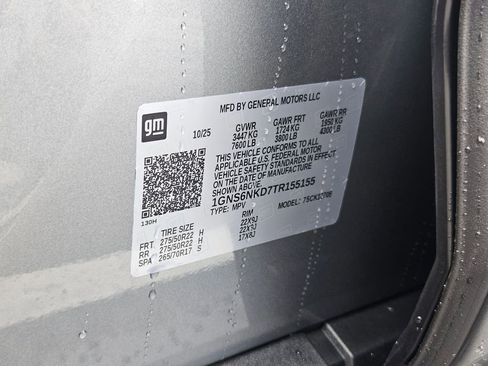 MFD BY GENERAL MOTORS LLC
gm
10/25 GVWR GAWR FRT GAWR RR
3447 KG 1724 KG 1950 KG
7600 LB 3800 LB 4300 LB
THIS VEHICLE CONFORMS TO ALL
APPLICABLE U.S. FEDERAL MOTOR
VEHICLE SAFETY STANDARDS IN EFFECT
ON THE DATE OF MANUFACTURE
SHOWN ABOVE.
1GNS6NKD7TR155155
TYPE: MPV MODEL:
130H
TIRE SIZE RIM
FRT 275/50R22 H 22X9J
RR 275/50R22 H 22X9J
SPA 265/70R17 S 17X8J